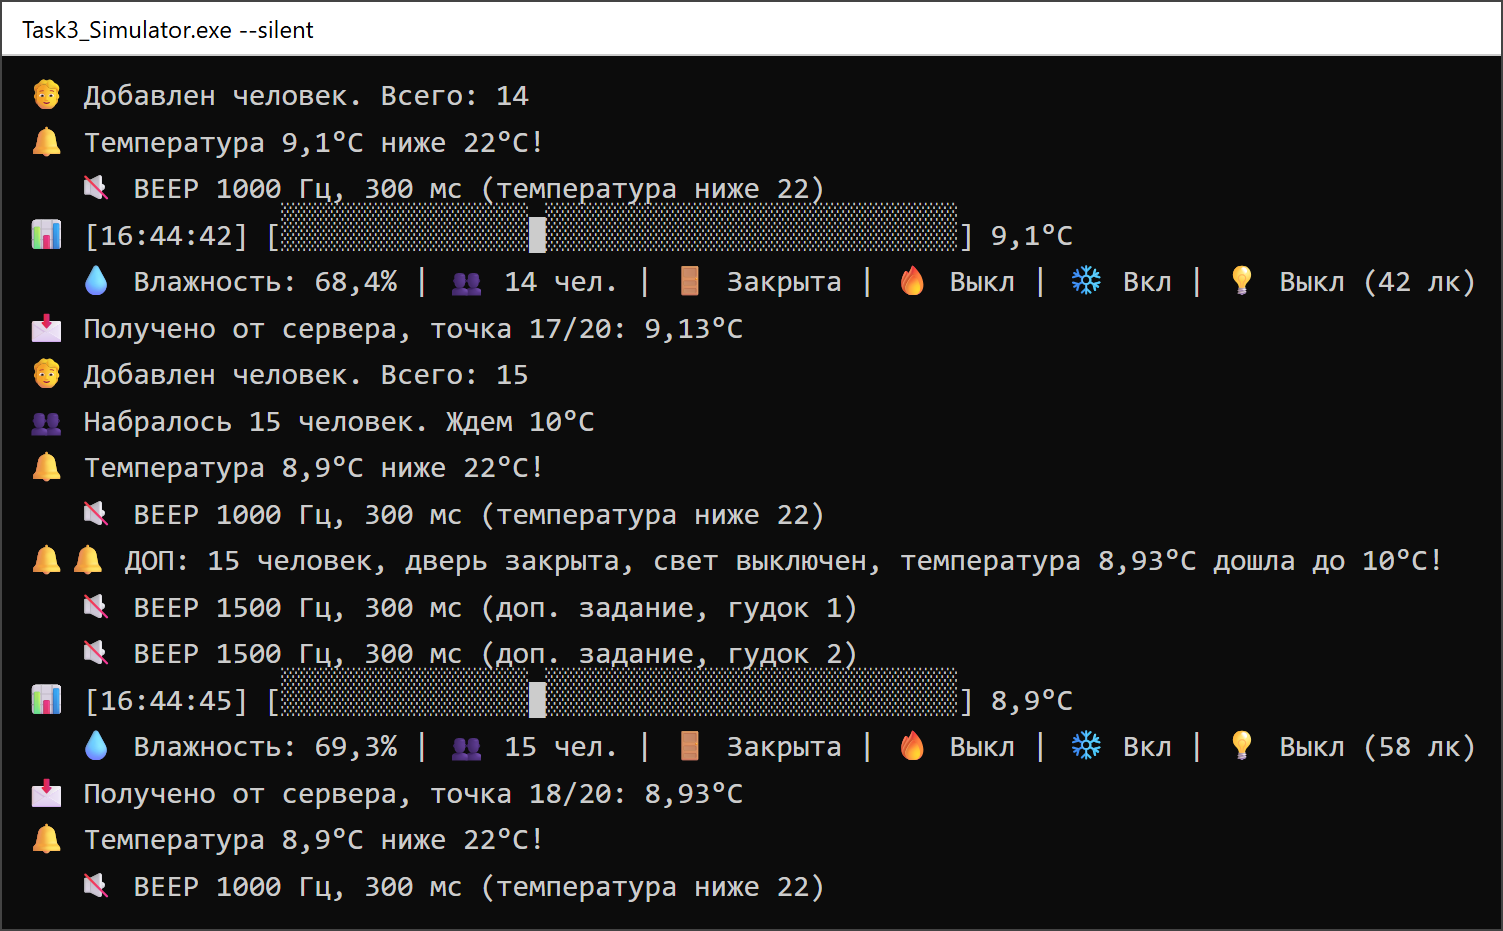 Task3_Simulator.exe --silent
🧑 Добавлен человек. Всего: 14
🔔 Температура 9,1°C ниже 22°C!
🔇 BEEP 1000 Гц, 300 мс (температура ниже 22)
📊 [16:44:42] [░░░░░░░░░░░░░░░█░░░░░░░░░░░░░░░░░░░░░░░░░] 9,1°C
💧 Влажность: 68,4% | 👥 14 чел. | 🚪 Закрыта | 🔥 Выкл | ❄️ Вкл | 💡 Выкл (42 лк)
📩 Получено от сервера, точка 17/20: 9,13°C
🧑 Добавлен человек. Всего: 15
👥 Набралось 15 человек. Ждем 10°C
🔔 Температура 8,9°C ниже 22°C!
🔇 BEEP 1000 Гц, 300 мс (температура ниже 22)
🔔🔔 ДОП: 15 человек, дверь закрыта, свет выключен, температура 8,93°C дошла до 10°C!
🔇 BEEP 1500 Гц, 300 мс (доп. задание, гудок 1)
🔇 BEEP 1500 Гц, 300 мс (доп. задание, гудок 2)
📊 [16:44:45] [░░░░░░░░░░░░░░░█░░░░░░░░░░░░░░░░░░░░░░░░░] 8,9°C
💧 Влажность: 69,3% | 👥 15 чел. | 🚪 Закрыта | 🔥 Выкл | ❄️ Вкл | 💡 Выкл (58 лк)
📩 Получено от сервера, точка 18/20: 8,93°C
🔔 Температура 8,9°C ниже 22°C!
🔇 BEEP 1000 Гц, 300 мс (температура ниже 22)